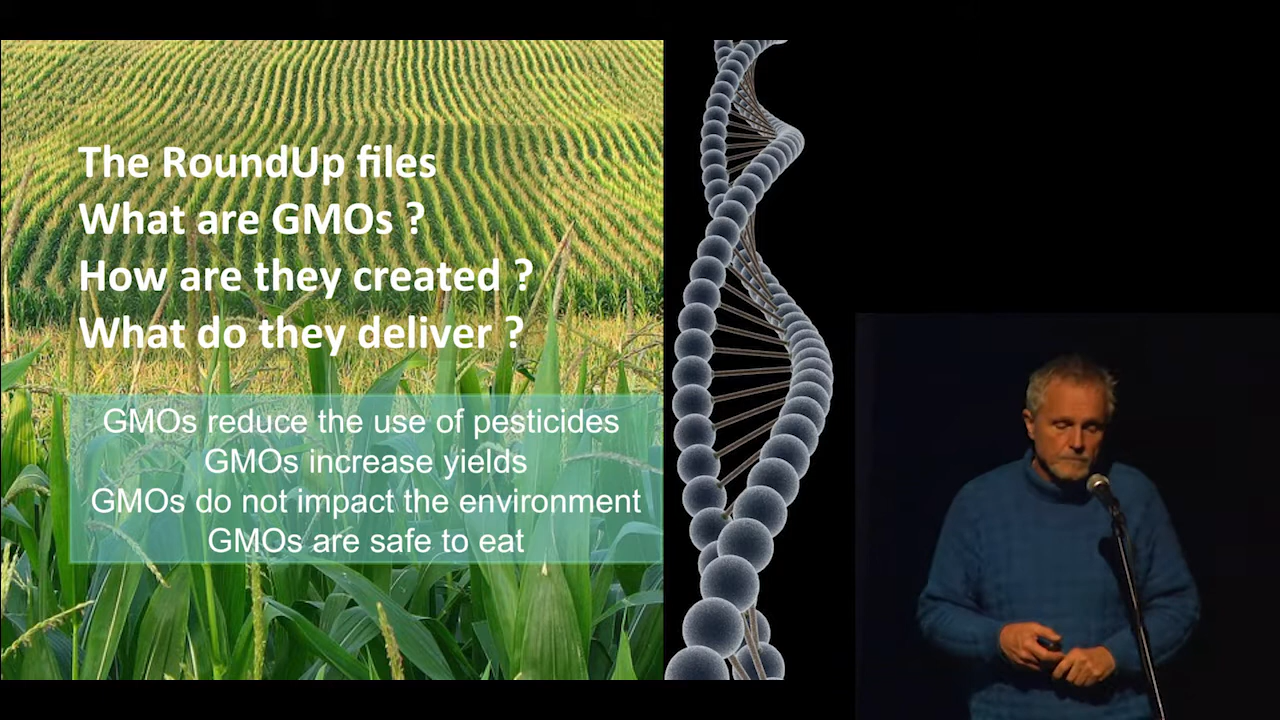 The RoundUp files
What are GMOs ?
How are they created ?
What do they deliver ?
GMOs reduce the use of pesticides
GMOs increase yields
GMOs do not impact the environment
GMOs are safe to eat